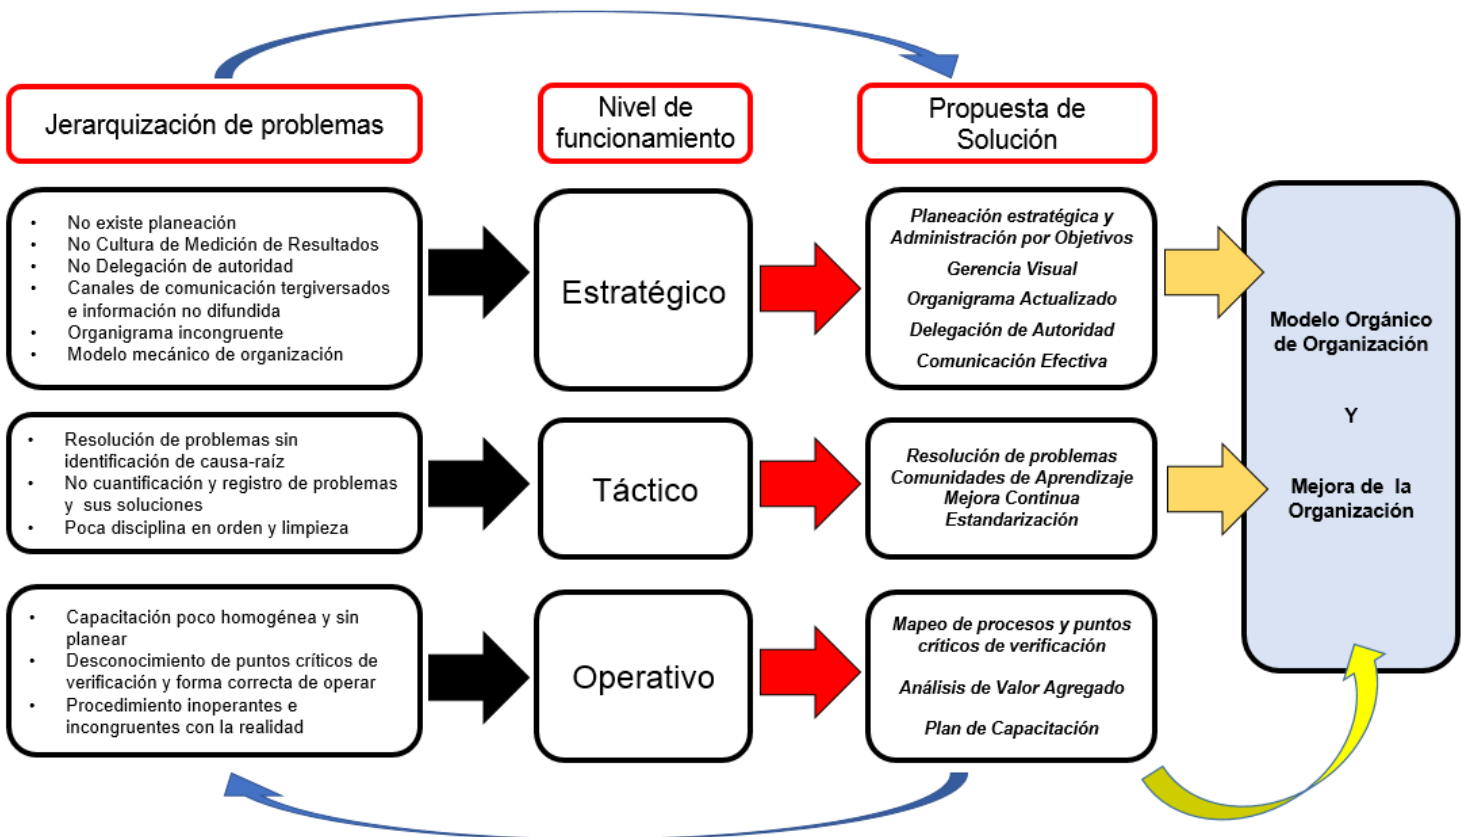 Jerarquización de problemas
Nivel de
funcionamiento
Propuesta de
Solución
• No existe planeación
• No Cultura de Medición de Resultados
• No Delegación de autoridad
• Canales de comunicación tergiversados
e información no difundida
• Organigrama incongruente
• Modelo mecánico de organización
Estratégico
Planeación estratégica y
Administración por Objetivos
Gerencia Visual
Organigrama Actualizado
Delegación de Autoridad
Comunicación Efectiva
• Resolución de problemas sin
identificación de causa-raíz
• No cuantificación y registro de problemas
y sus soluciones
• Poca disciplina en orden y limpieza
Táctico
Resolución de problemas
Comunidades de Aprendizaje
Mejora Continua
Estandarización
• Capacitación poco homogénea y sin
planear
• Desconocimiento de puntos críticos de
verificación y forma correcta de operar
• Procedimiento inoperantes e
incongruentes con la realidad
Operativo
Mapeo de procesos y puntos
críticos de verificación
Análisis de Valor Agregado
Plan de Capacitación
Modelo Orgánico
de Organización
Y
Mejora de la
Organización